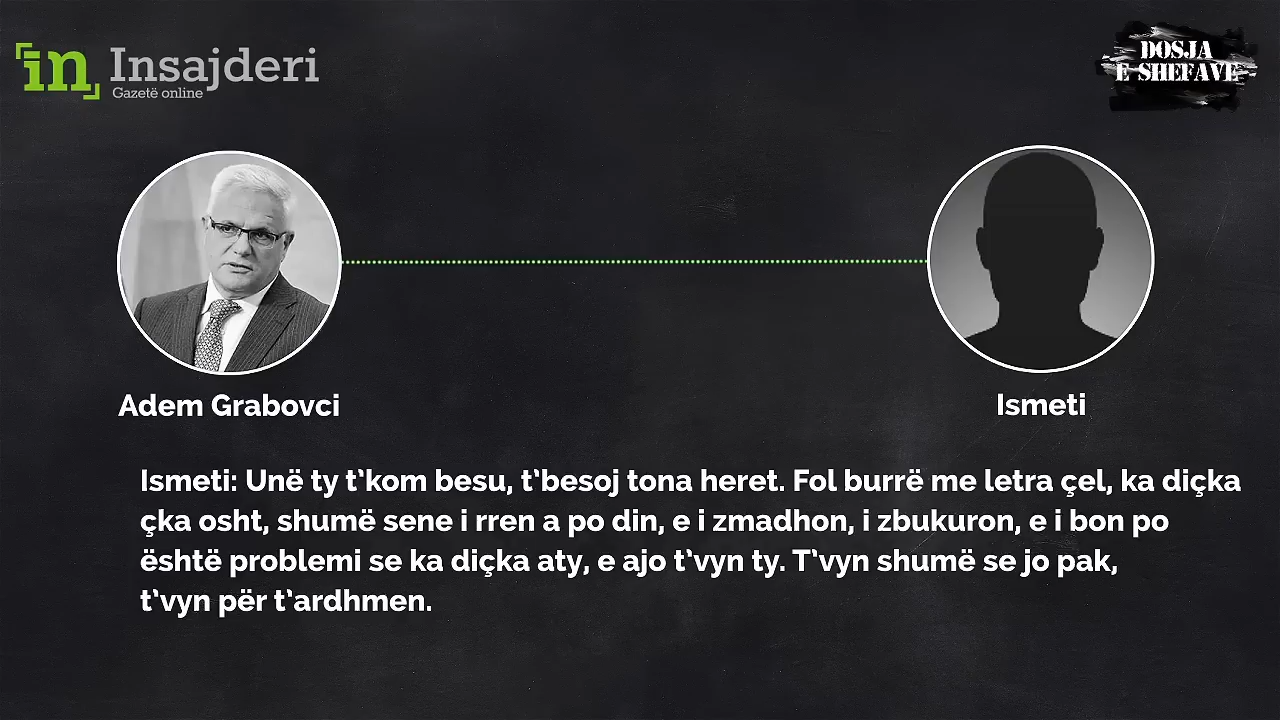 in Insajderi
Gazetë online
DOSJA
E SHEFAVE
Adem Grabovci
Ismeti
Ismeti: Unë ty t’kom besu, t’besoj tona heret. Fol burrë me letra çel, ka diçka
çka osht, shumë sene i rren a po din, e i zmadhon, i zbukuron, e i bon po
është problemi se ka diçka aty, e ajo t’vyn ty. T’vyn shumë se jo pak,
t’vyn për t’ardhmen.